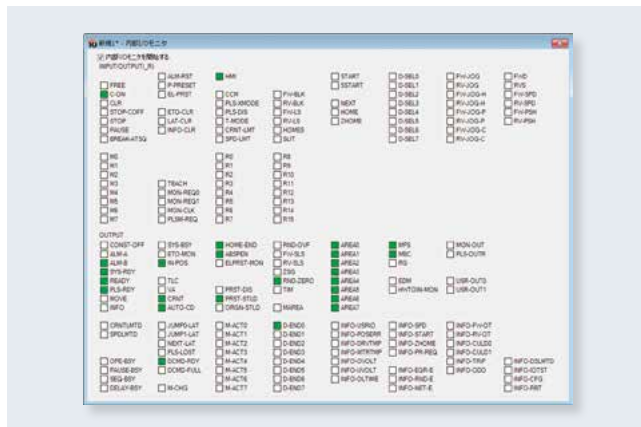 新規1* - 内部I/Oモニタ
内部I/Oモニタを開始する
INPUT(OUTPUT(_R)
ALM-RST HMI START D-SEL0 FW-JOG FWD
FREE P-PRESET SSTART D-SEL1 RV-JOG RVS
C-ON EL-PRST CCM FW-BLK D-SEL2 FW-JOG-H FW-SPD
CLR PLS-XMODE RV-BLK NEXT D-SEL3 RV-JOG-H RV-SPD
STOP-COFF ETO-CLR PLS-DIS FW-LS HOME D-SEL4 FW-JOG-P FW-PSH
STOP LAT-CLR T-MODE RV-LS ZHOME D-SEL5 RV-JOG-P RV-PSH
PAUSE INFO-CLR CRNT-LMT HOMES D-SEL6 FW-JOG-C
BREAK-ATSQ SPD-LMT SLIT D-SEL7 RV-JOG-C
M0 R0 R8
M1 R1 R9
M2 R2 R10
M3 TEACH R3 R11
M4 MON-REQ0 R4 R12
M5 MON-REQ1 R5 R13
M6 MON-CLK R6 R14
M7 PLSM-REQ R7 R15
OUTPUT
CONST-OFF SYS-BSY HOME-END RND-OVF AREA0 MPS MON-OUT
ALM-A ETO-MON ABSPEN FW-SLS AREA1 MBC PLS-OUTR
ALM-B IN-POS ELPRST-MON RV-SLS AREA2 RG
SYS-RDY ZSG AREA3
READY TLC RND-ZERO AREA4 EDM USR-OUT0
PLS-RDY VA PRST-DIS TIM AREA5 HWTOIN-MON USR-OUT1
MOVE CRNT PRST-STLD AREA6
INFO AUTO-CD ORGN-STLD MAREA AREA7
CRNTLMTD JUMP0-LAT M-ACT0 D-END0 INFO-USRIO INFO-SPD INFO-FW-OT
SPDLMTD JUMP1-LAT M-ACT1 D-END1 INFO-POSERR INFO-START INFO-RV-OT
NEXT-LAT M-ACT2 D-END2 INFO-DRVTMP INFO-ZHOME INFO-CULD0
PLS-LOST M-ACT3 D-END3 INFO-MTRTMP INFO-PR-REQ INFO-CULD1
OPE-BSY DCMD-RDY M-ACT4 D-END4 INFO-OVOLT INFO-TRIP INFO-DSLMTD
PAUSE-BSY DCMD-FULL M-ACT5 D-END5 INFO-UVOLT INFO-EGR-E INFO-ODO INFO-IOTST
SEQ-BSY M-ACT6 D-END6 INFO-OLTIME INFO-RND-E INFO-CFG
DELAY-BSY M-CHG M-ACT7 D-END7 INFO-NET-E INFO-RBT